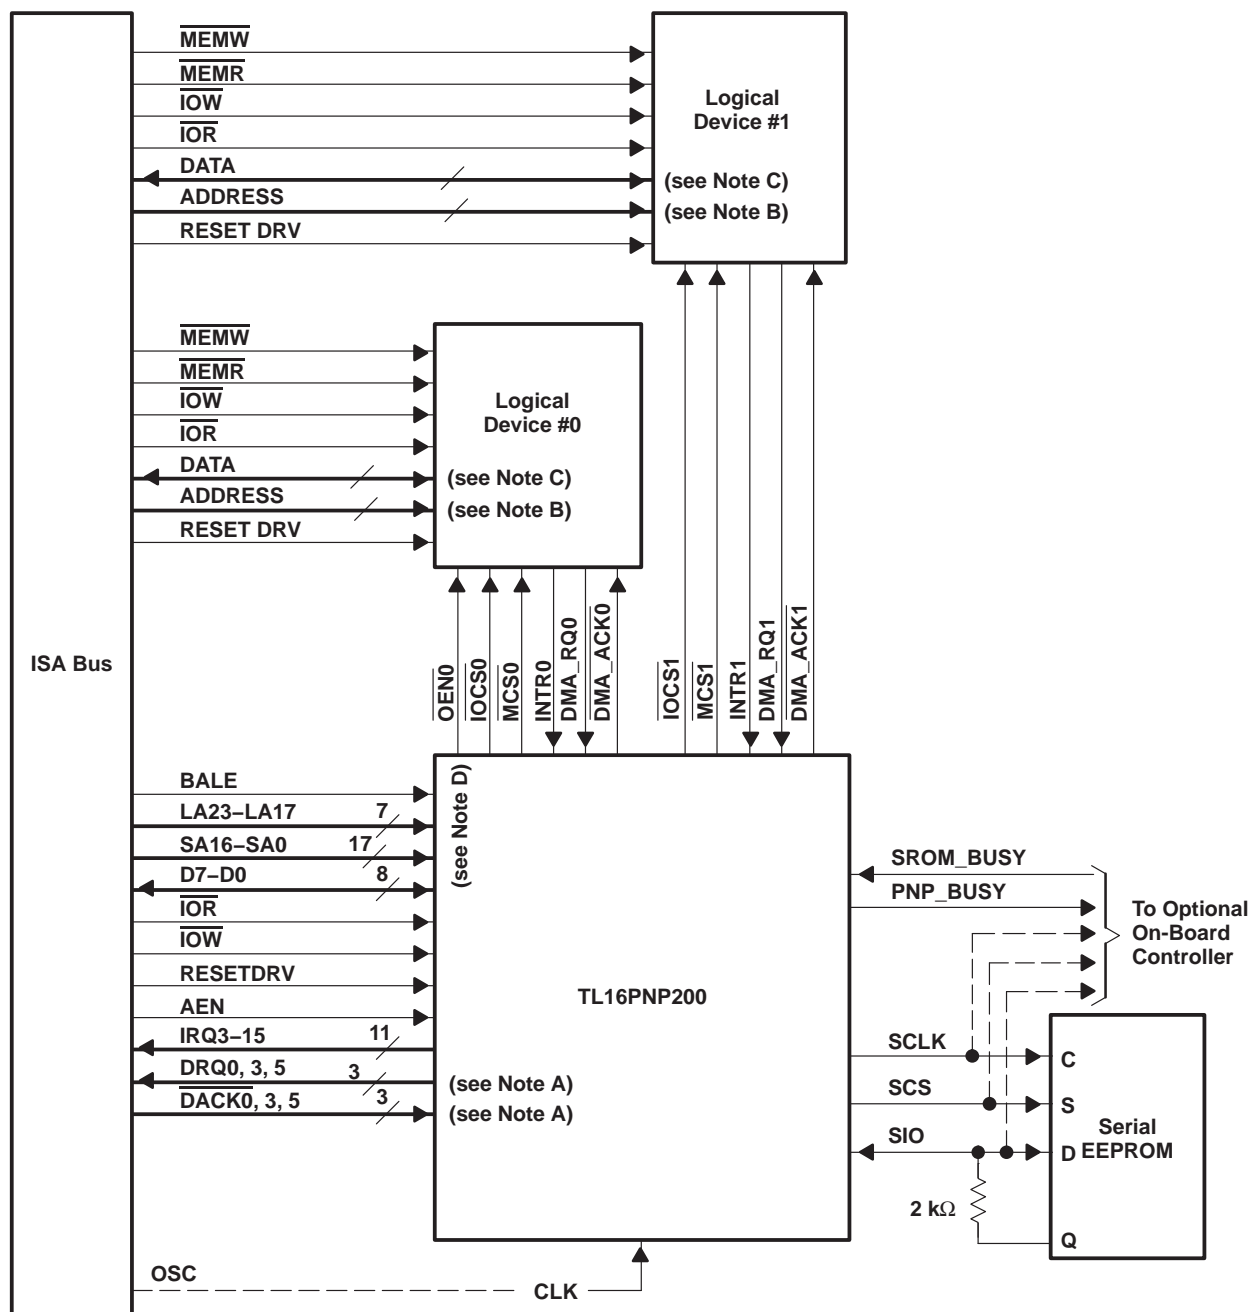 MEMW
MEMR
IOW
IOR
DATA
ADDRESS
RESET DRV
Logical
Device #1
(see Note C)
(see Note B)
MEMW
MEMR
IOW
IOR
DATA
ADDRESS
RESET DRV
Logical
Device #0
(see Note C)
(see Note B)
ISA Bus
OEN0
IOCS0
MCS0
INTR0
DMA_RQ0
DMA_ACK0
IOCS1
MCS1
INTR1
DMA_RQ1
DMA_ACK1
BALE
LA23–LA17 7
SA16–SA0 17
D7–D0 8
IOR
IOW
RESETDRV
AEN
IRQ3–15 11
DRQ0, 3, 5 3
DACK0, 3, 5 3
(see Note D)
(see Note A)
(see Note A)
TL16PNP200
SROM_BUSY
PNP_BUSY
To Optional
On-Board
Controller
SCLK
SCS
SIO
2 kΩ
C
S
D
Q
Serial
EEPROM
OSC
CLK